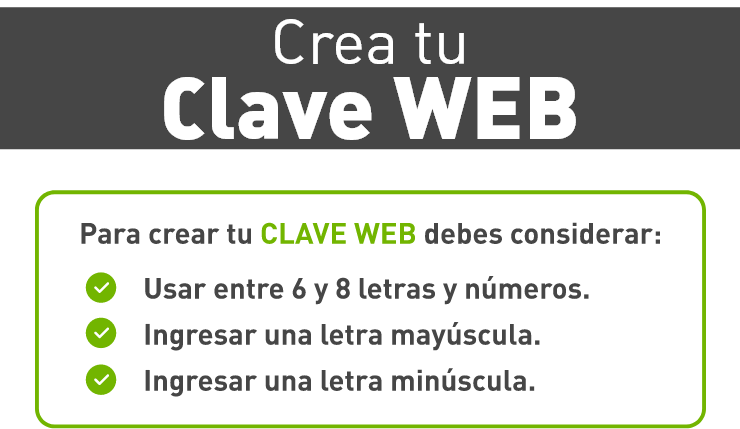 Crea tu
Clave WEB
Para crear tu CLAVE WEB debes considerar:
Usar entre 6 y 8 letras y números.
Ingresar una letra mayúscula.
Ingresar una letra minúscula.